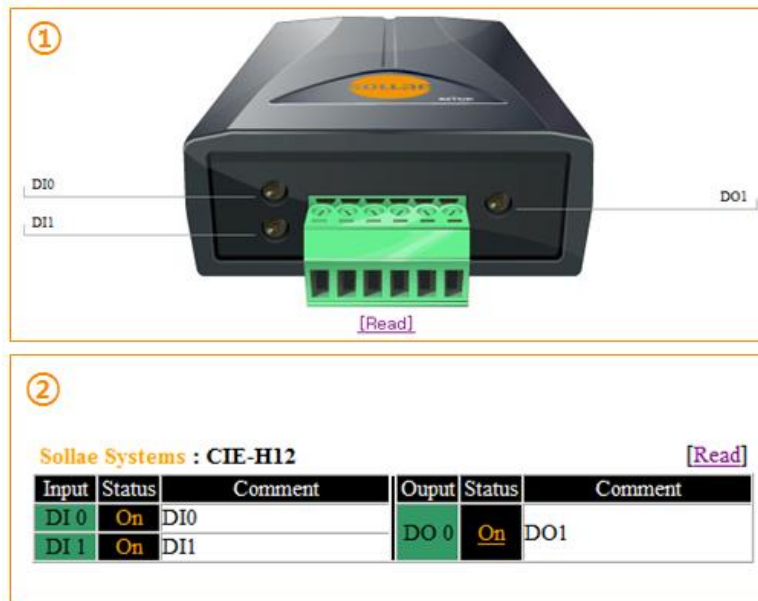 ①
SOLLAE
SETUP
DI0
DI1
DO1
[Read]
②
Sollae Systems : CIE-H12 [Read]
Input Status Comment Ouput Status Comment
DI 0 On DI0 DO 0 On DO1
DI 1 On DI1